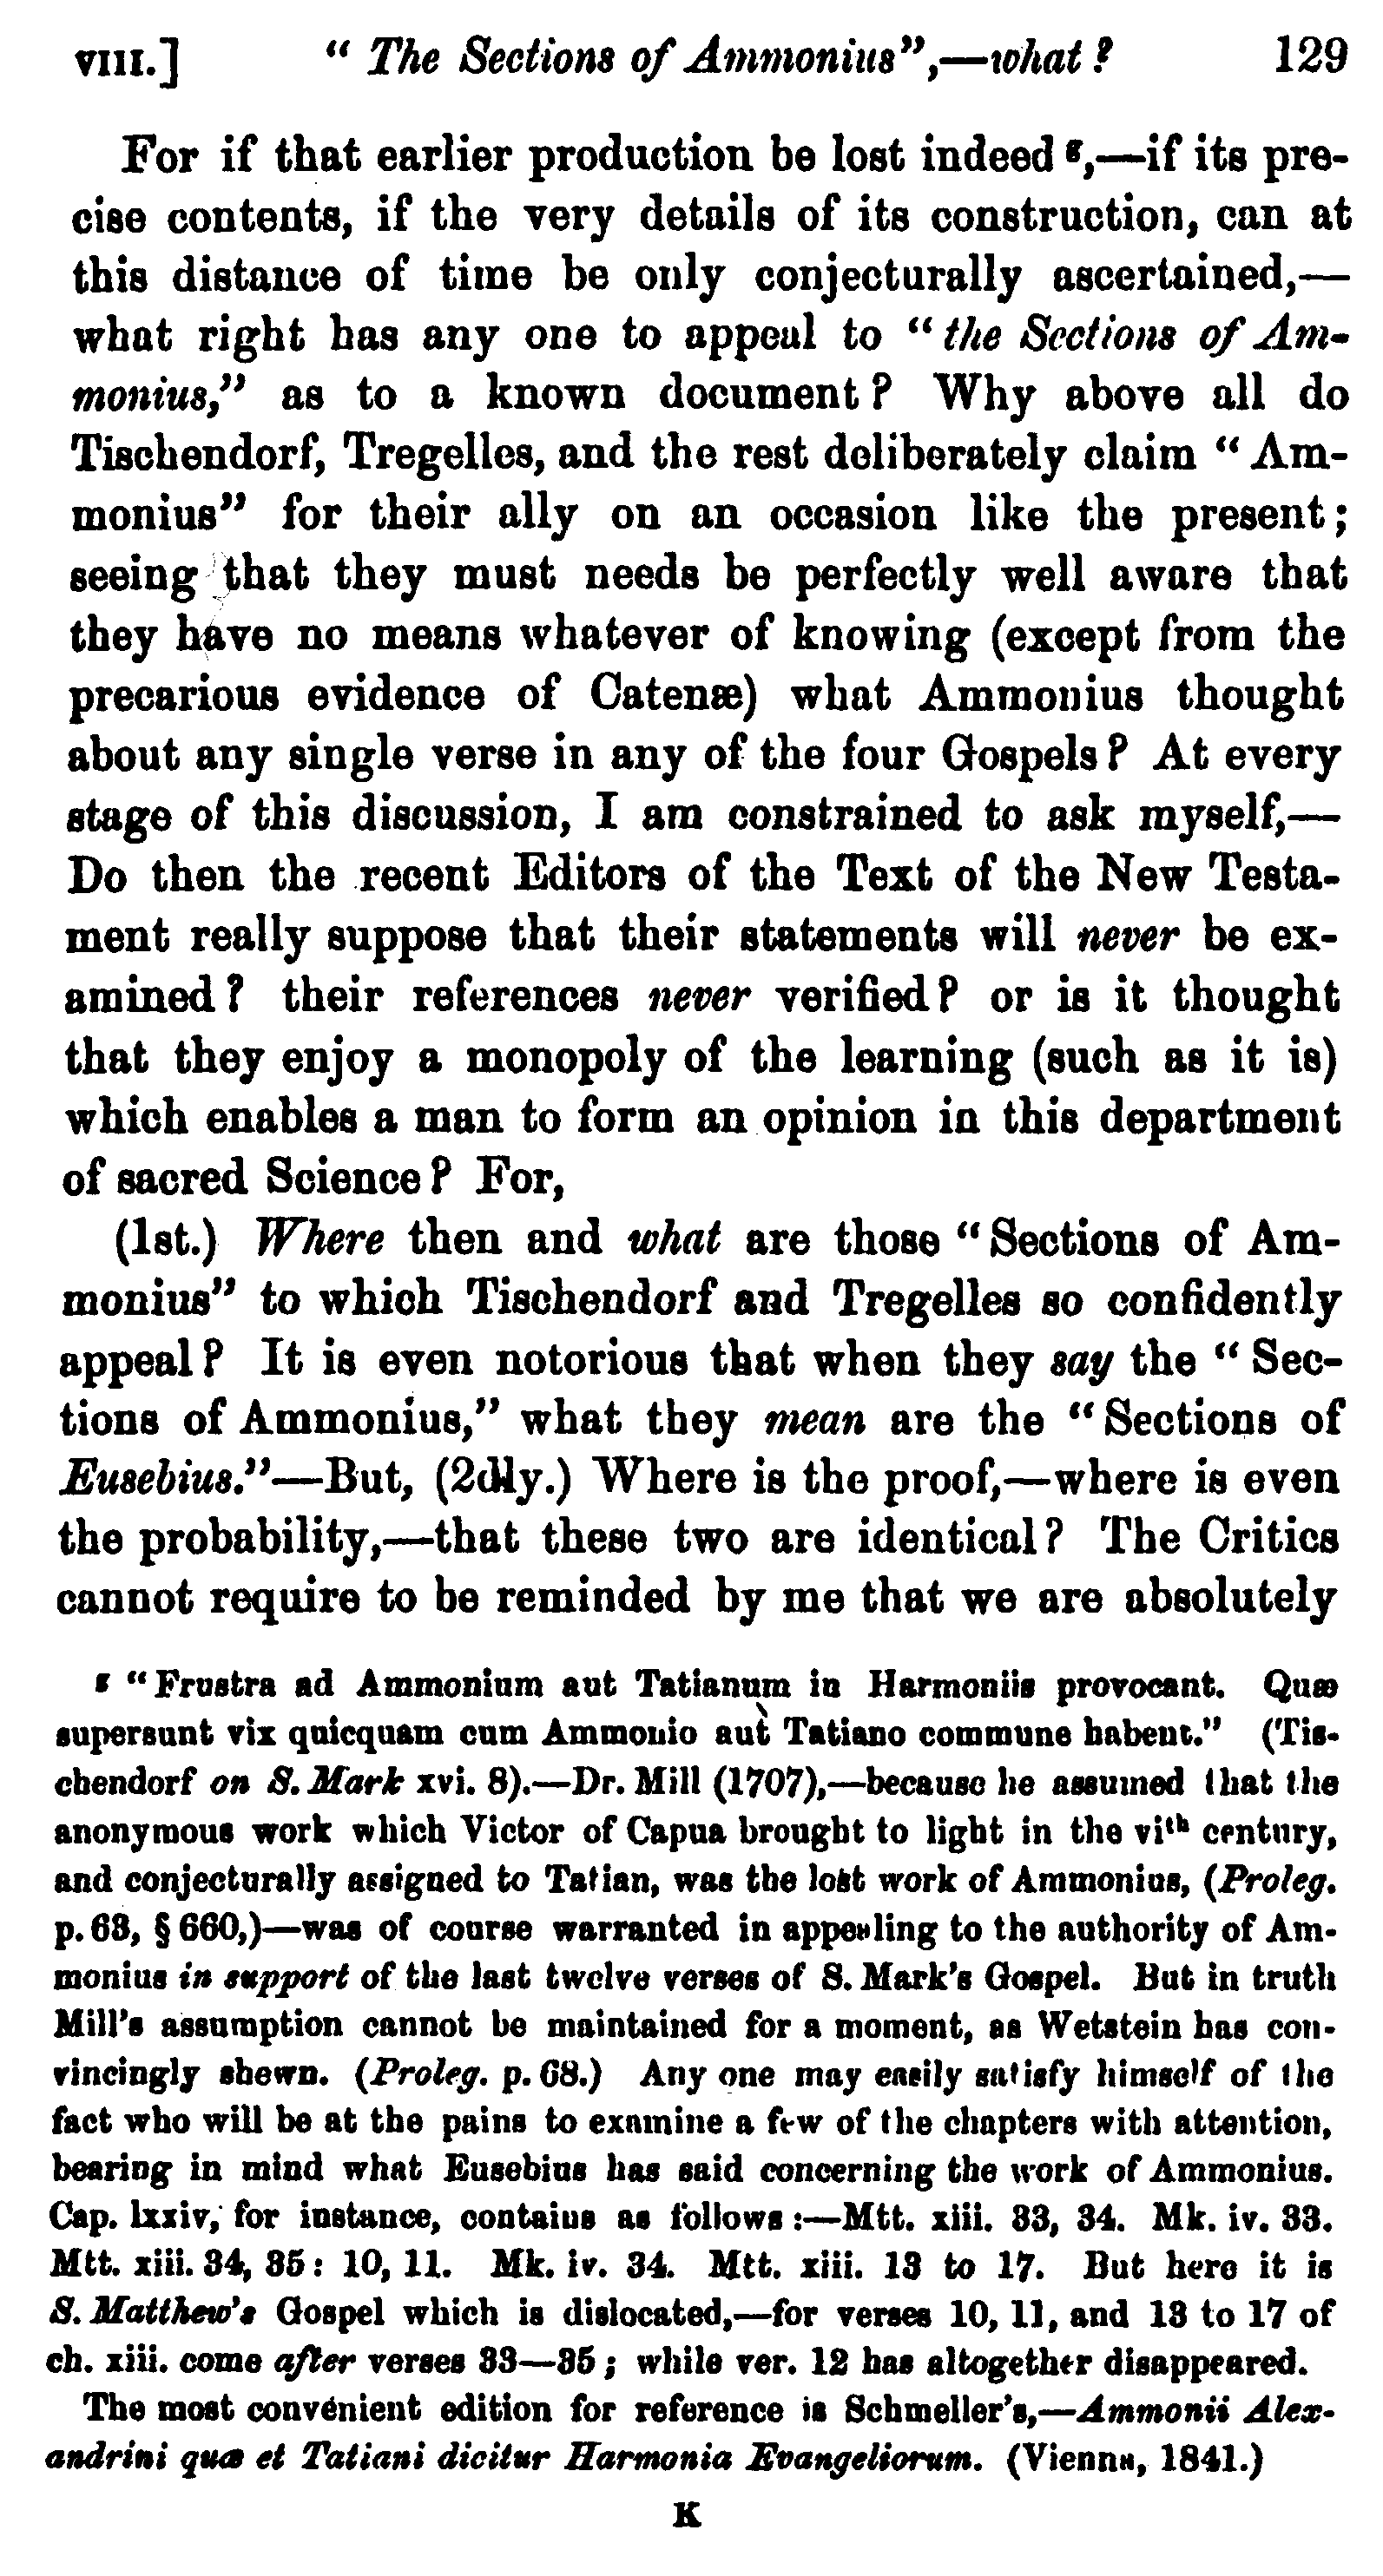 VIII.] “ The Sections of Ammonius”,—what ? 129
For if that earlier production be lost indeed g,—if its pre-
cise contents, if the very details of its construction, can at
this distance of time be only conjecturally ascertained,—
what right has any one to appeal to “ the Sections of Am-
monius,” as to a known document ? Why above all do
Tischendorf, Tregelles, and the rest deliberately claim “ Am-
monius” for their ally on an occasion like the present ;
seeing that they must needs be perfectly well aware that
they have no means whatever of knowing (except from the
precarious evidence of Catenæ) what Ammonius thought
about any single verse in any of the four Gospels ? At every
stage of this discussion, I am constrained to ask myself,—
Do then the recent Editors of the Text of the New Testa-
ment really suppose that their statements will never be ex-
amined ? their references never verified ? or is it thought
that they enjoy a monopoly of the learning (such as it is)
which enables a man to form an opinion in this department
of sacred Science ? For,
(1st.) Where then and what are those “ Sections of Am-
monius” to which Tischendorf and Tregelles so confidently
appeal ? It is even notorious that when they say the “ Sec-
tions of Ammonius,” what they mean are the “ Sections of
Eusebius.”—But, (2dly.) Where is the proof,—where is even
the probability,—that these two are identical ? The Critics
cannot require to be reminded by me that we are absolutely
g “ Frustra ad Ammonium aut Tatianum in Harmoniis provocant. Quæ
supersunt vix quicquam cum Ammonio aut Tatiano commune habent.” (Tis-
chendorf on S. Mark xvi. 8).—Dr. Mill (1707),—because he assumed that the
anonymous work which Victor of Capua brought to light in the vith century,
and conjecturally assigned to Tatian, was the lost work of Ammonius, (Proleg.
p. 63, § 660,)—was of course warranted in appealing to the authority of Am-
monius in support of the last twelve verses of S. Mark’s Gospel. But in truth
Mill’s assumption cannot be maintained for a moment, as Wetstein has con-
vincingly shewn. (Proleg. p. 68.) Any one may easily satisfy himself of the
fact who will be at the pains to examine a few of the chapters with attention,
bearing in mind what Eusebius has said concerning the work of Ammonius.
Cap. lxxiv, for instance, contains as follows :—Mtt. xiii. 33, 34. Mk. iv. 33.
Mtt. xiii. 34, 35 : 10, 11. Mk. iv. 34. Mtt. xiii. 13 to 17. But here it is
S. Matthew’s Gospel which is dislocated,—for verses 10, 11, and 13 to 17 of
ch. xiii. come after verses 33—35 ; while ver. 12 has altogether disappeared.
The most convenient edition for reference is Schmeller’s,—Ammonii Alex-
andrini quæ et Tatiani dicitur Harmonia Evangeliorum. (Vienna, 1841.)
K